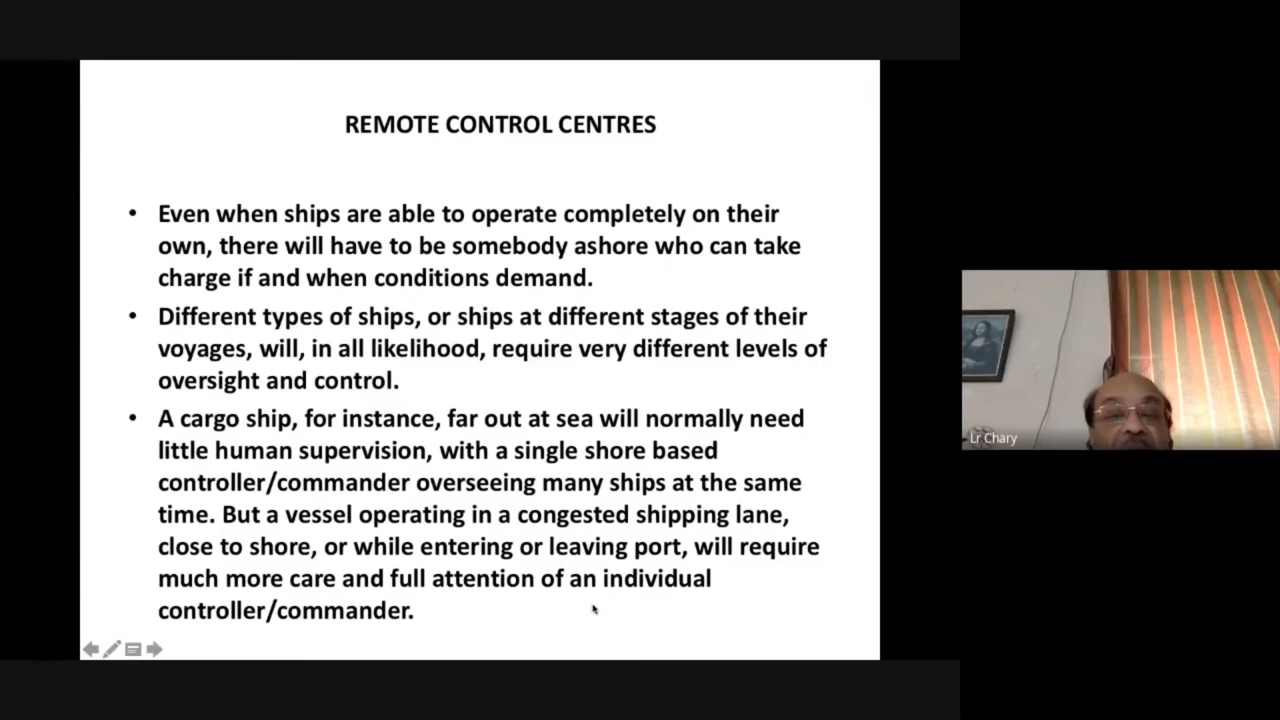 REMOTE CONTROL CENTRES
• Even when ships are able to operate completely on their
own, there will have to be somebody ashore who can take
charge if and when conditions demand.
• Different types of ships, or ships at different stages of their
voyages, will, in all likelihood, require very different levels of
oversight and control.
• A cargo ship, for instance, far out at sea will normally need
little human supervision, with a single shore based
controller/commander overseeing many ships at the same
time. But a vessel operating in a congested shipping lane,
close to shore, or while entering or leaving port, will require
much more care and full attention of an individual
controller/commander.
Lr Chary